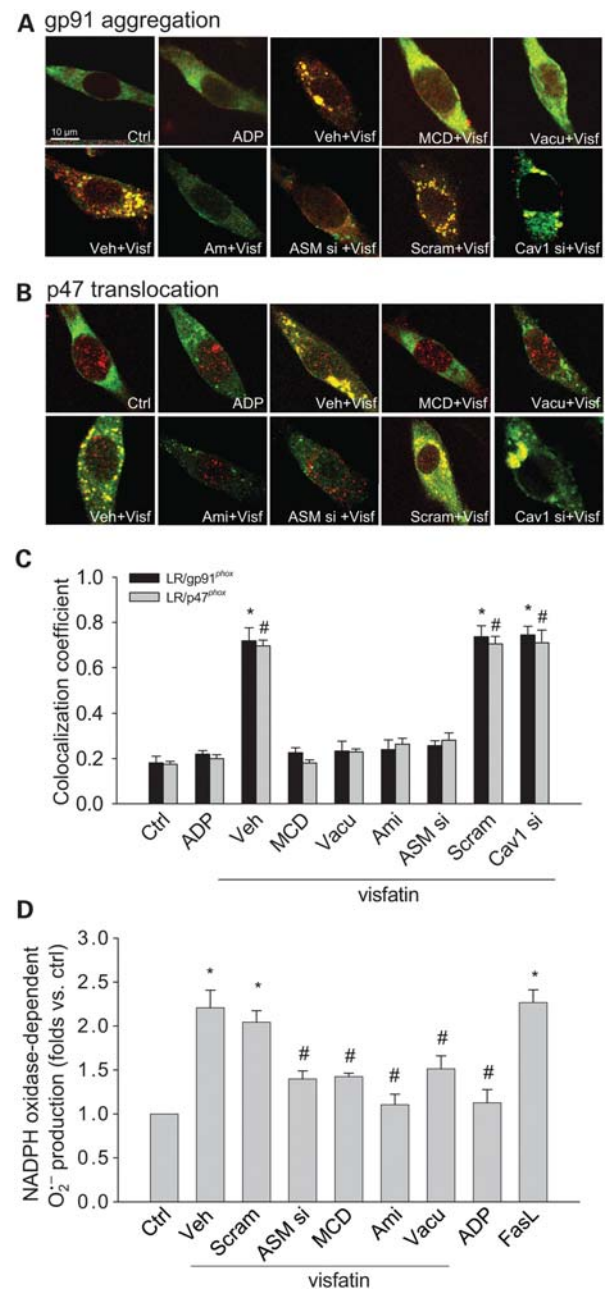 A gp91 aggregation
10 µm
Ctrl
ADP
Veh+Visf
MCD+Visf
Vacu+Visf
Veh+Visf
Am+Visf
ASM si +Visf
Scram+Visf
Cav1 si+Visf
B p47 translocation
Ctrl
ADP
Veh+Visf
MCD+Visf
Vacu+Visf
Veh+Visf
Ami+Visf
ASM si +Visf
Scram+Visf
Cav1 si+Visf
C
LR/gp91phox
LR/p47phox
Colocalization coefficient
1.0
0.8
0.6
0.4
0.2
0.0
* #
* #
* #
Ctrl
ADP
Veh
MCD
Vacu
Ami
ASM si
Scram
Cav1 si
visfatin
D
NADPH oxidase-dependent
O2·− production (folds vs. ctrl)
3.0
2.5
2.0
1.5
1.0
0.5
0.0
* * # # # # # *
Ctrl
Veh
Scram
ASM si
MCD
Ami
Vacu
ADP
FasL
visfatin